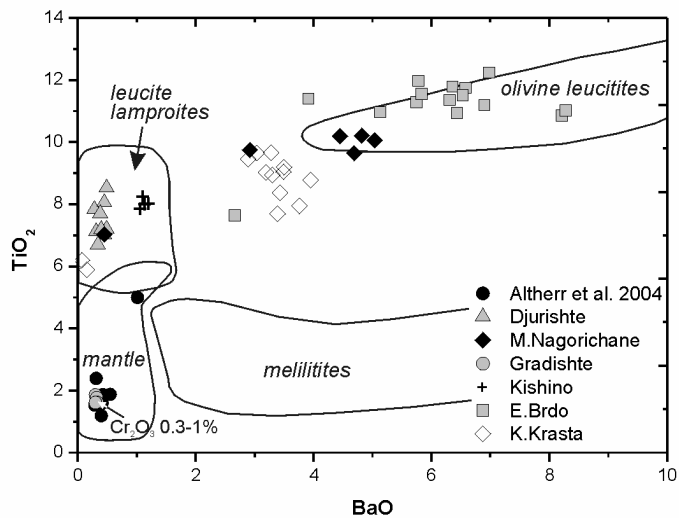 14
12
10
8
6
4
2
0
TiO₂
leucite
lamproites
olivine leucitites
mantle
melilitites
Cr₂O₃ 0.3-1%
Altherr et al. 2004
Djurishte
M.Nagorichane
Gradishte
Kishino
E.Brdo
K.Krasta
0 2 4 6 8 10
BaO